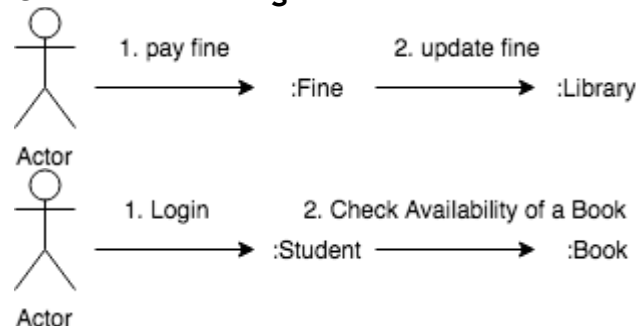 1. pay fine 2. update fine
:Fine :Library
Actor
1. Login 2. Check Availability of a Book
:Student :Book
Actor